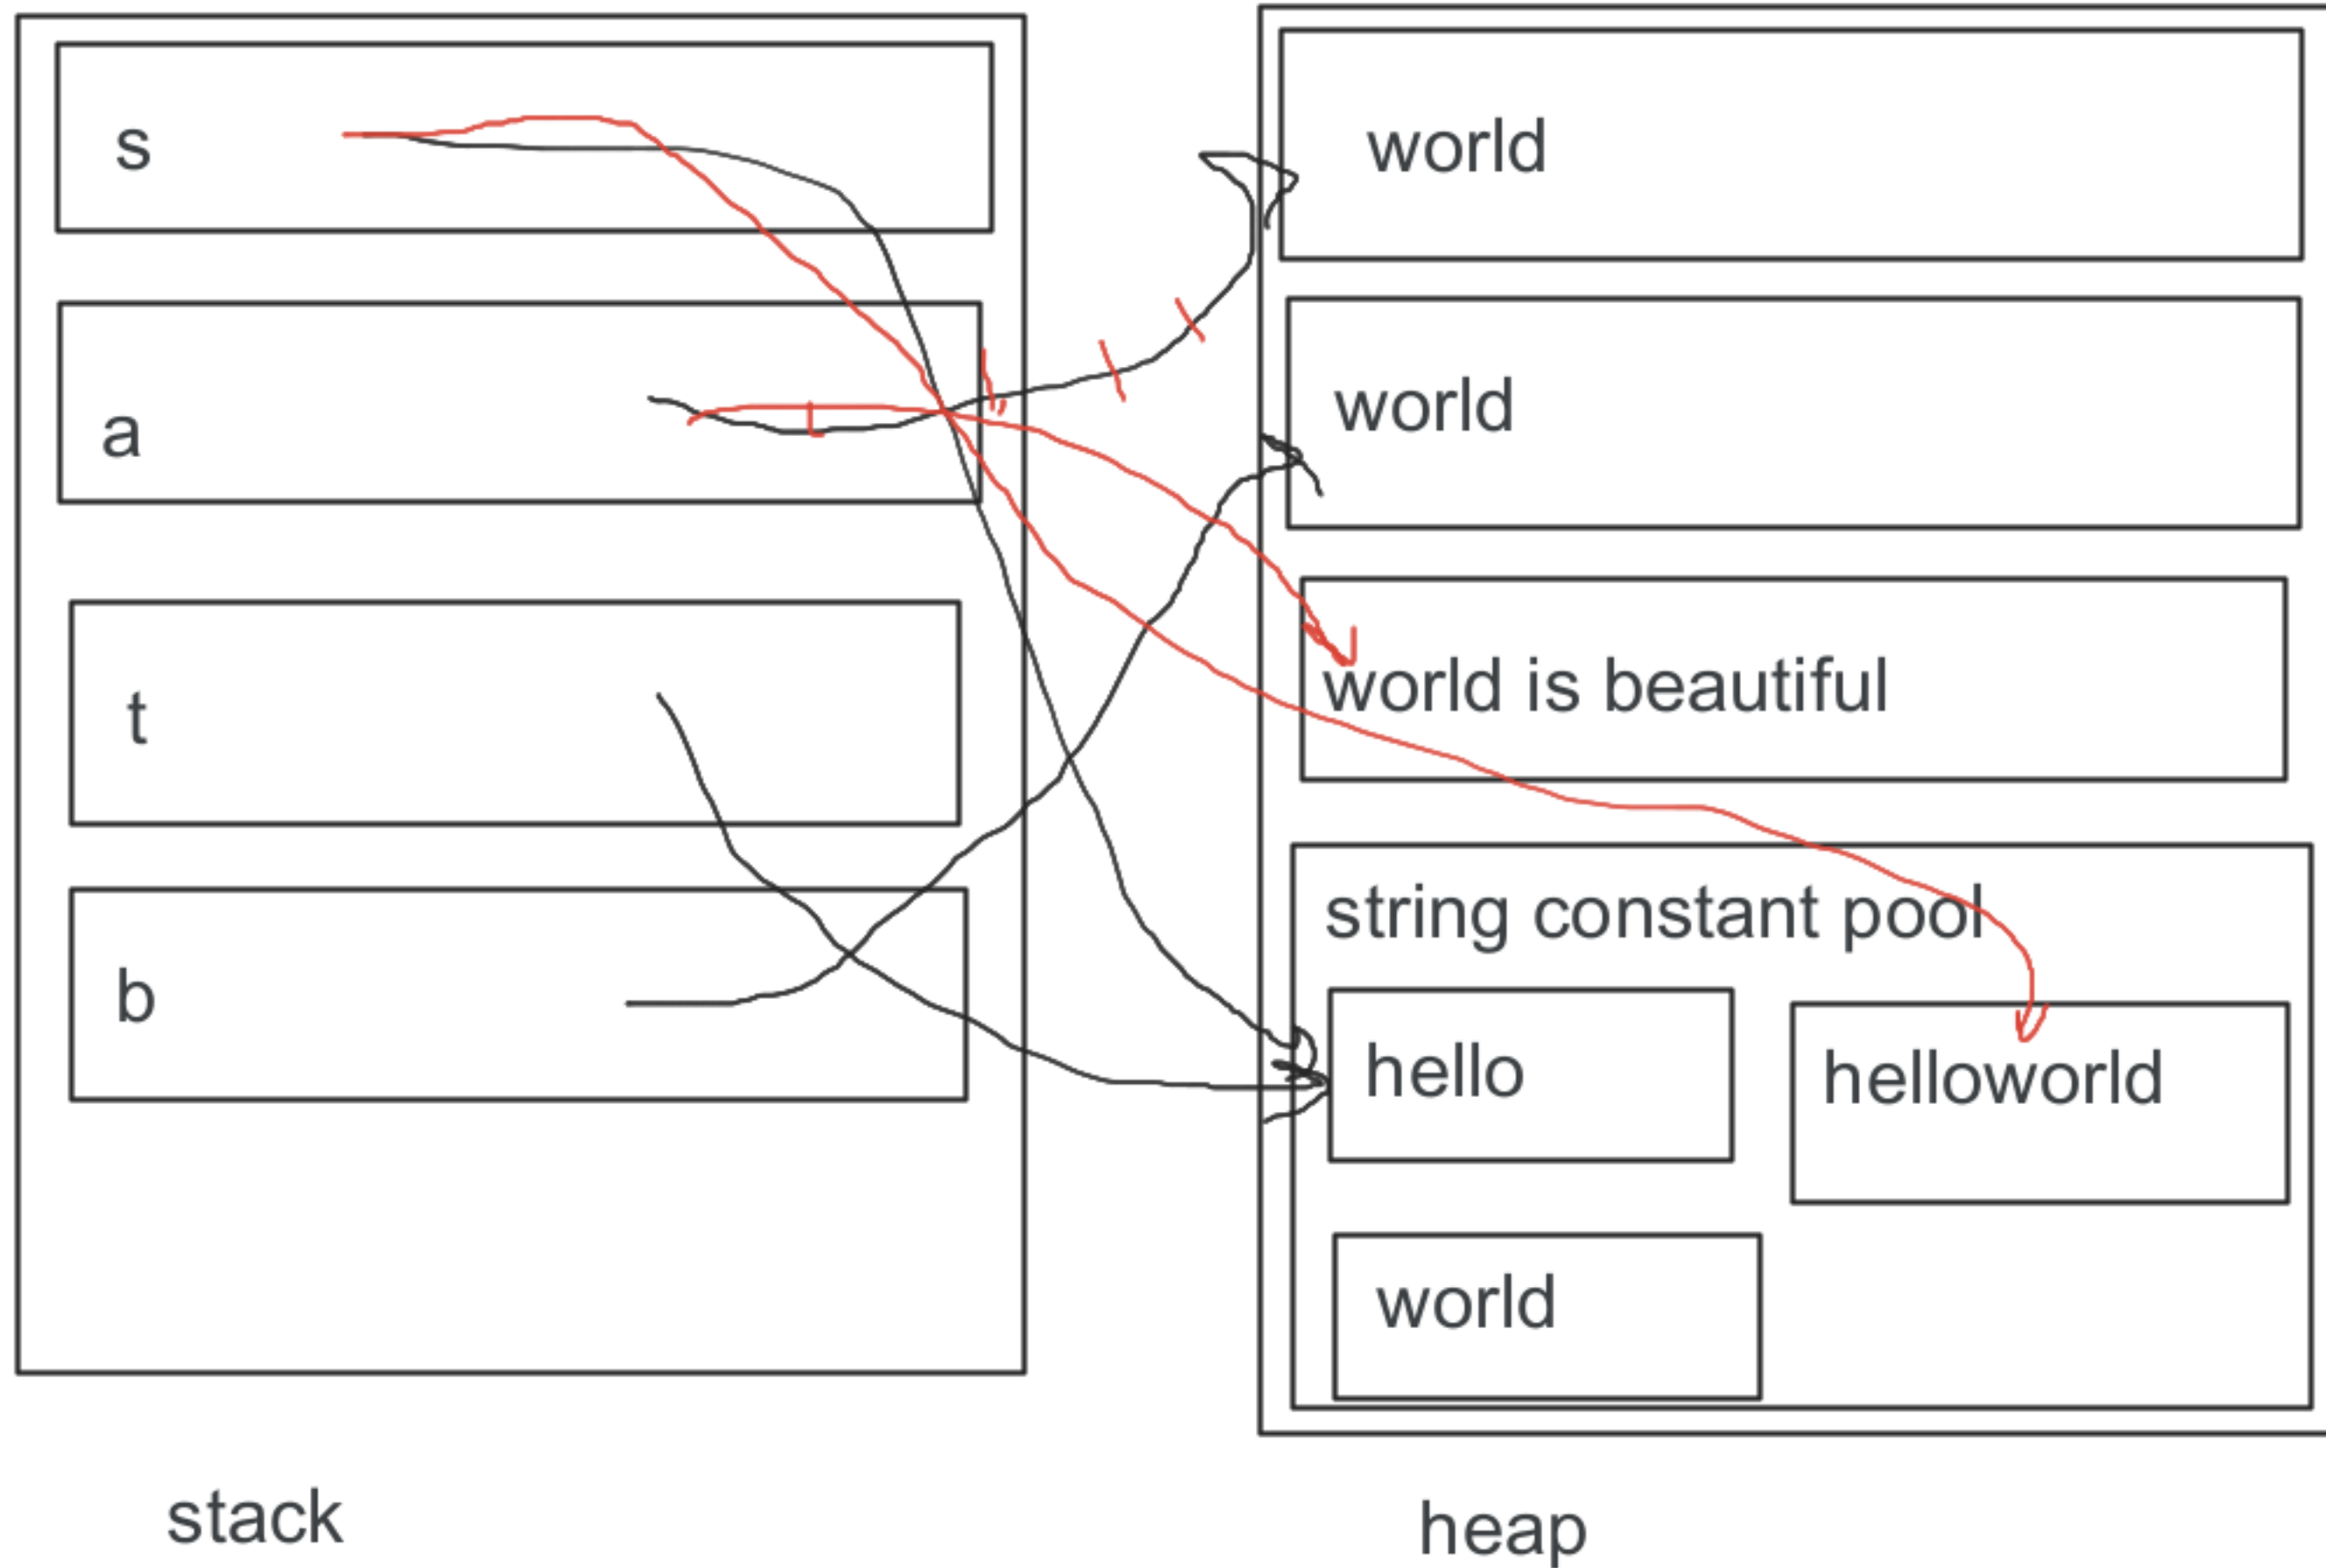 s
a
t
b
stack
world
world
world is beautiful
string constant pool
hello
helloworld
world
heap